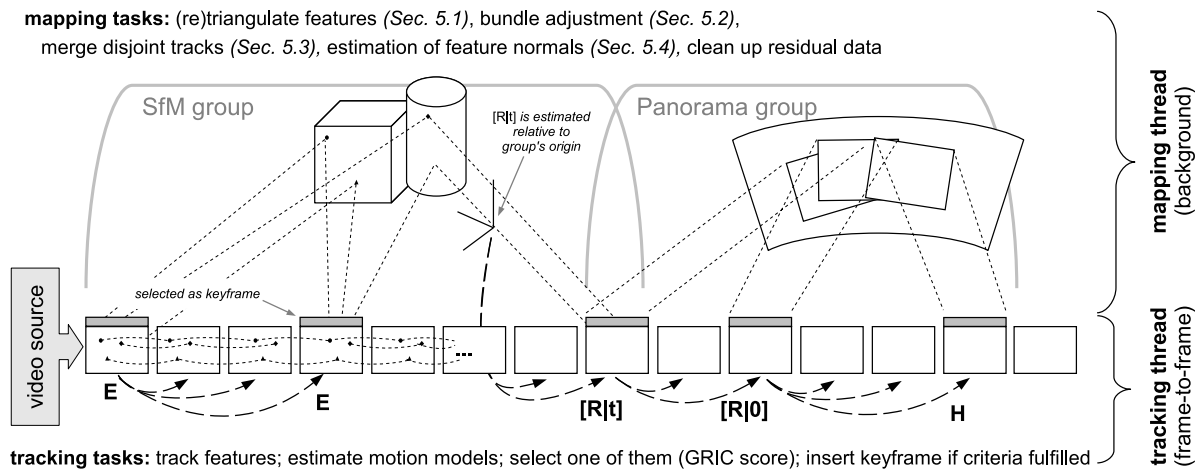 mapping tasks: (re)triangulate features (Sec. 5.1), bundle adjustment (Sec. 5.2),
merge disjoint tracks (Sec. 5.3), estimation of feature normals (Sec. 5.4), clean up residual data
SfM group
[R|t] is estimated
relative to
group's origin
Panorama group
mapping thread
(background)
selected as keyframe
video source
...
E
E
[R|t]
[R|0]
H
tracking thread
(frame-to-frame)
tracking tasks: track features; estimate motion models; select one of them (GRIC score); insert keyframe if criteria fulfilled